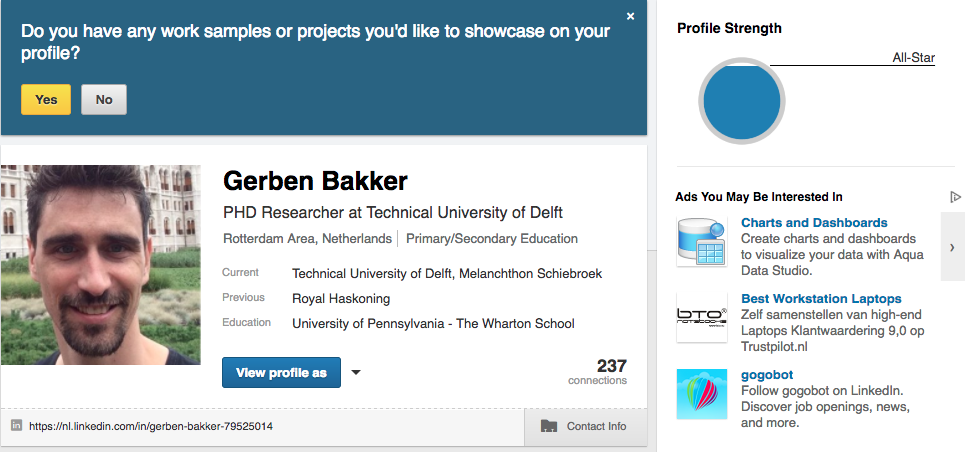 Do you have any work samples or projects you'd like to showcase on your
profile?
×
Yes
No
Gerben Bakker
PHD Researcher at Technical University of Delft
Rotterdam Area, Netherlands | Primary/Secondary Education
Current Technical University of Delft, Melanchthon Schiebroek
Previous Royal Haskoning
Education University of Pennsylvania - The Wharton School
View profile as
237
connections
in https://nl.linkedin.com/in/gerben-bakker-79525014
Contact Info
Profile Strength
All-Star
Ads You May Be Interested In
Charts and Dashboards
Create charts and dashboards
to visualize your data with Aqua
Data Studio.
BTO®
Best Workstation Laptops
Zelf samenstellen van high-end
Laptops Klantwaardering 9,0 op
Trustpilot.nl
gogobot
Follow gogobot on LinkedIn.
Discover job openings, news,
and more.